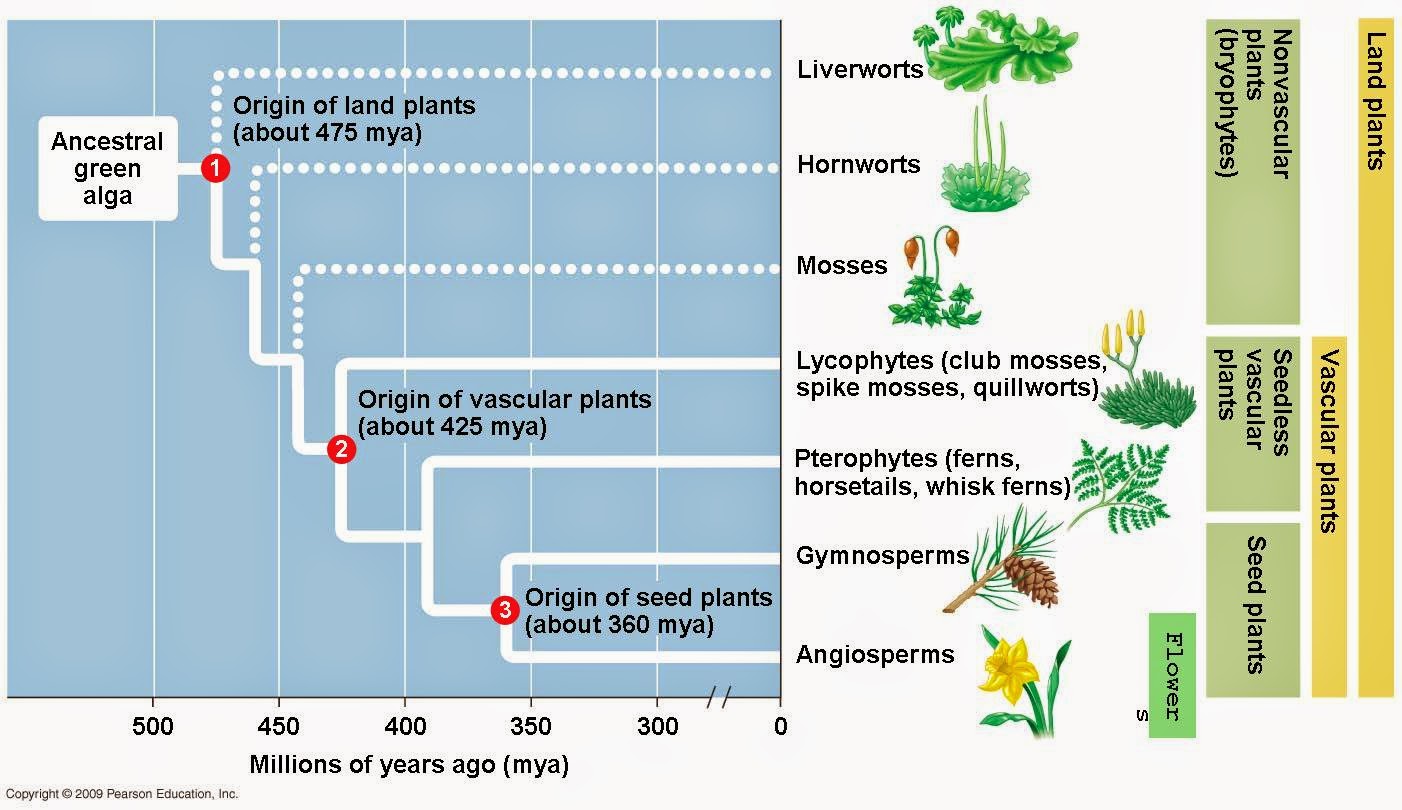 Liverworts
Origin of land plants
(about 475 mya)
Ancestral
green
alga
1
Hornworts
Mosses
Lycophytes (club mosses,
spike mosses, quillworts)
Origin of vascular plants
(about 425 mya)
2
Pterophytes (ferns,
horsetails, whisk ferns)
Gymnosperms
3
Origin of seed plants
(about 360 mya)
Angiosperms
Flower
s
Nonvascular
plants
(bryophytes)
Seedless
vascular
plants
Seed plants
Vascular plants
Land plants
500 450 400 350 300 0
Millions of years ago (mya)
Copyright © 2009 Pearson Education, Inc.